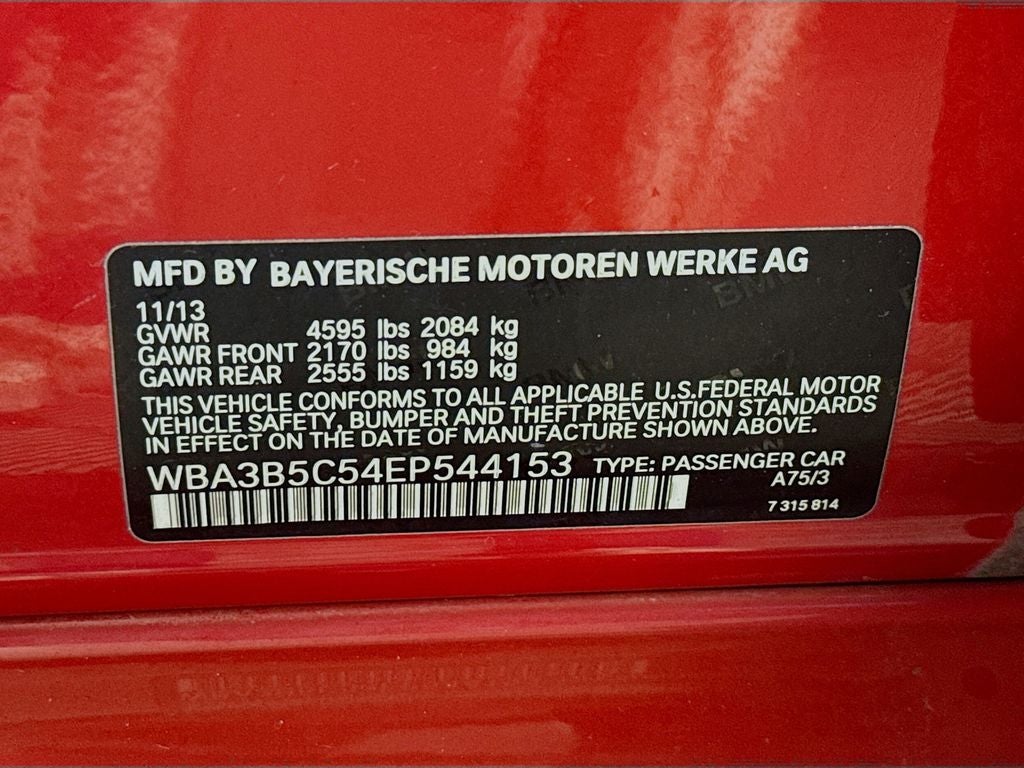 MFD BY BAYERISCHE MOTOREN WERKE AG
11/13
GVWR 4595 lbs 2084 kg
GAWR FRONT 2170 lbs 984 kg
GAWR REAR 2555 lbs 1159 kg
THIS VEHICLE CONFORMS TO ALL APPLICABLE U.S.FEDERAL MOTOR
VEHICLE SAFETY, BUMPER AND THEFT PREVENTION STANDARDS
IN EFFECT ON THE DATE OF MANUFACTURE SHOWN ABOVE.
WBA3B5C54EP544153 TYPE: PASSENGER CAR
A75/3
7 315 814